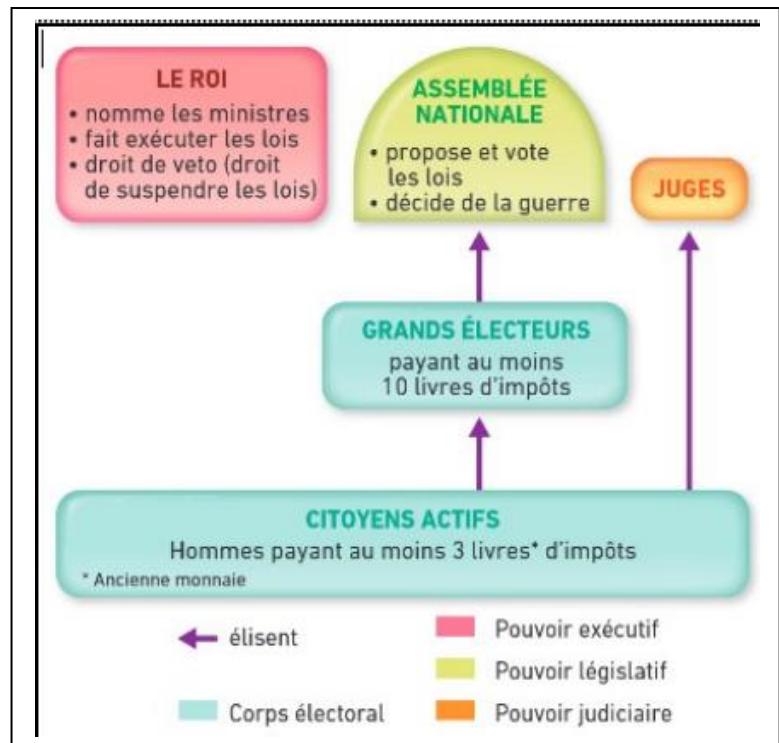 LE ROI
• nomme les ministres
• fait exécuter les lois
• droit de veto (droit
de suspendre les lois)
ASSEMBLÉE
NATIONALE
• propose et vote
les lois
• décide de la guerre
JUGES
GRANDS ÉLECTEURS
payant au moins
10 livres d'impôts
CITOYENS ACTIFS
Hommes payant au moins 3 livres* d'impôts
* Ancienne monnaie
élisent
Corps électoral
Pouvoir exécutif
Pouvoir législatif
Pouvoir judiciaire